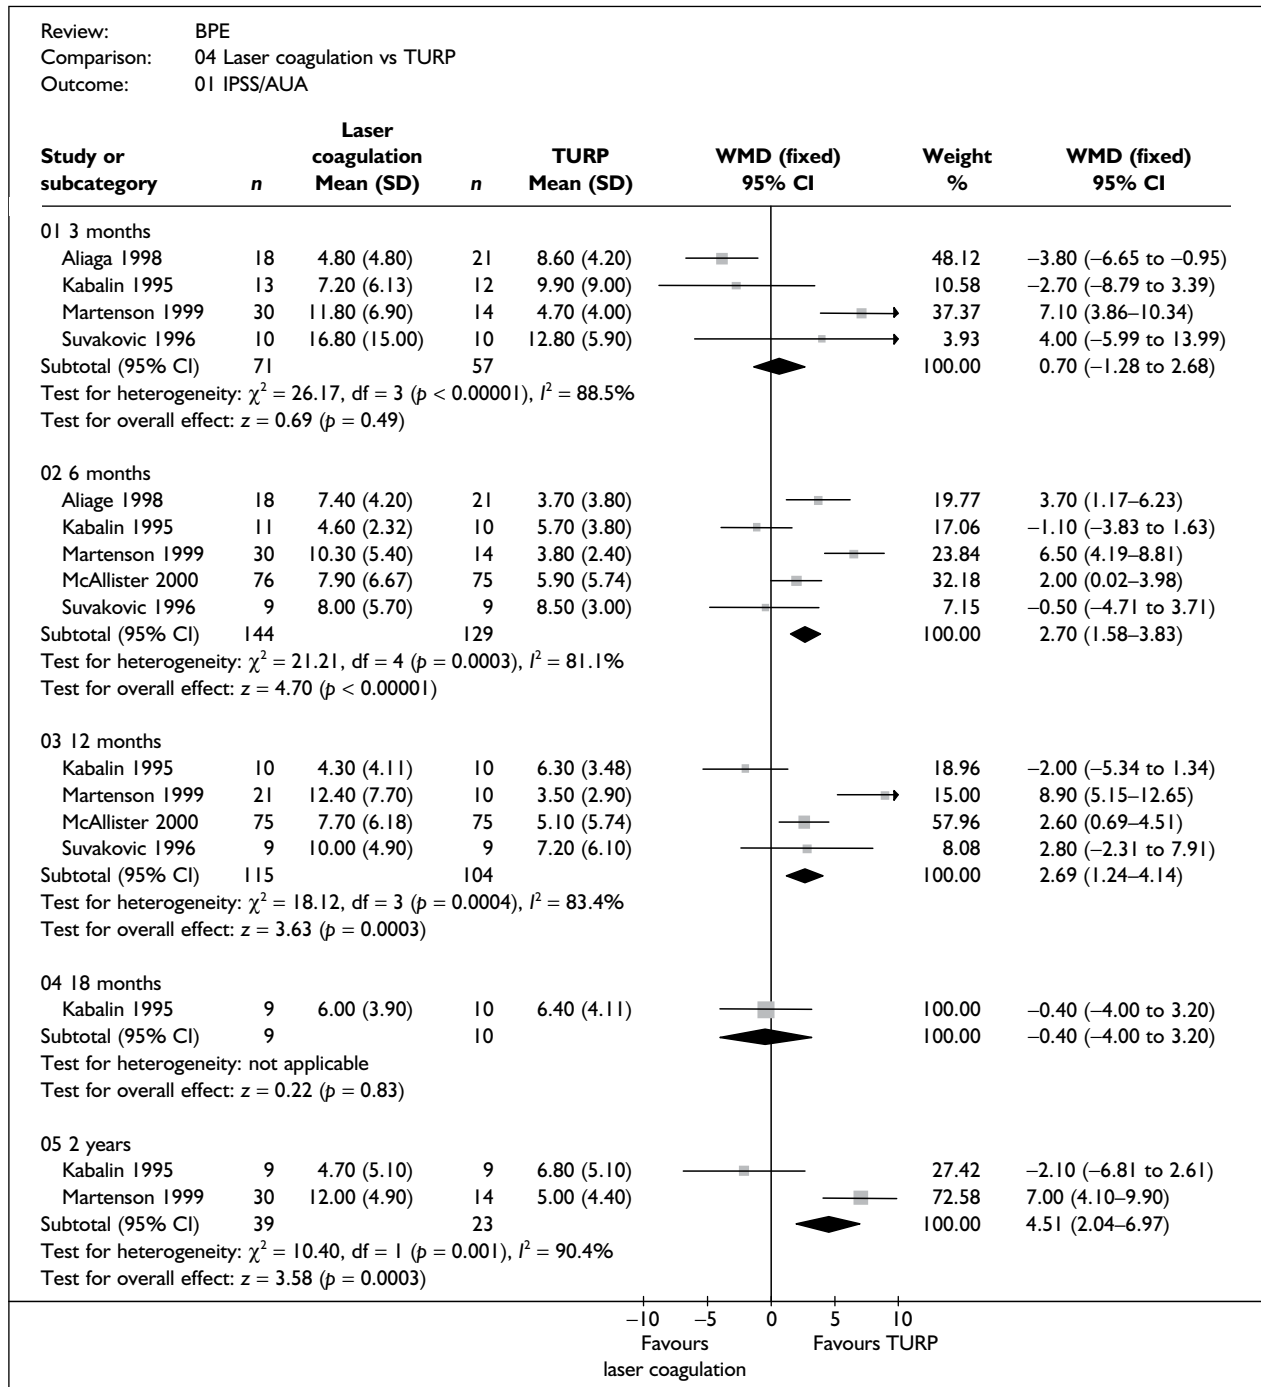 Review: BPE
Comparison: 04 Laser coagulation vs TURP
Outcome: 01 IPSS/AUA
Laser
Study or coagulation TURP WMD (fixed) Weight WMD (fixed)
subcategory n Mean (SD) n Mean (SD) 95% CI % 95% CI
01 3 months
Aliaga 1998 18 4.80 (4.80) 21 8.60 (4.20) 48.12 −3.80 (−6.65 to −0.95)
Kabalin 1995 13 7.20 (6.13) 12 9.90 (9.00) 10.58 −2.70 (−8.79 to 3.39)
Martenson 1999 30 11.80 (6.90) 14 4.70 (4.00) 37.37 7.10 (3.86–10.34)
Suvakovic 1996 10 16.80 (15.00) 10 12.80 (5.90) 3.93 4.00 (−5.99 to 13.99)
Subtotal (95% CI) 71 57 100.00 0.70 (−1.28 to 2.68)
Test for heterogeneity: χ² = 26.17, df = 3 (p < 0.00001), I² = 88.5%
Test for overall effect: z = 0.69 (p = 0.49)
02 6 months
Aliage 1998 18 7.40 (4.20) 21 3.70 (3.80) 19.77 3.70 (1.17–6.23)
Kabalin 1995 11 4.60 (2.32) 10 5.70 (3.80) 17.06 −1.10 (−3.83 to 1.63)
Martenson 1999 30 10.30 (5.40) 14 3.80 (2.40) 23.84 6.50 (4.19–8.81)
McAllister 2000 76 7.90 (6.67) 75 5.90 (5.74) 32.18 2.00 (0.02–3.98)
Suvakovic 1996 9 8.00 (5.70) 9 8.50 (3.00) 7.15 −0.50 (−4.71 to 3.71)
Subtotal (95% CI) 144 129 100.00 2.70 (1.58–3.83)
Test for heterogeneity: χ² = 21.21, df = 4 (p = 0.0003), I² = 81.1%
Test for overall effect: z = 4.70 (p < 0.00001)
03 12 months
Kabalin 1995 10 4.30 (4.11) 10 6.30 (3.48) 18.96 −2.00 (−5.34 to 1.34)
Martenson 1999 21 12.40 (7.70) 10 3.50 (2.90) 15.00 8.90 (5.15–12.65)
McAllister 2000 75 7.70 (6.18) 75 5.10 (5.74) 57.96 2.60 (0.69–4.51)
Suvakovic 1996 9 10.00 (4.90) 9 7.20 (6.10) 8.08 2.80 (−2.31 to 7.91)
Subtotal (95% CI) 115 104 100.00 2.69 (1.24–4.14)
Test for heterogeneity: χ² = 18.12, df = 3 (p = 0.0004), I² = 83.4%
Test for overall effect: z = 3.63 (p = 0.0003)
04 18 months
Kabalin 1995 9 6.00 (3.90) 10 6.40 (4.11) 100.00 −0.40 (−4.00 to 3.20)
Subtotal (95% CI) 9 10 100.00 −0.40 (−4.00 to 3.20)
Test for heterogeneity: not applicable
Test for overall effect: z = 0.22 (p = 0.83)
05 2 years
Kabalin 1995 9 4.70 (5.10) 9 6.80 (5.10) 27.42 −2.10 (−6.81 to 2.61)
Martenson 1999 30 12.00 (4.90) 14 5.00 (4.40) 72.58 7.00 (4.10–9.90)
Subtotal (95% CI) 39 23 100.00 4.51 (2.04–6.97)
Test for heterogeneity: χ² = 10.40, df = 1 (p = 0.001), I² = 90.4%
Test for overall effect: z = 3.58 (p = 0.0003)
−10 −5 0 5 10
Favours Favours TURP
laser coagulation